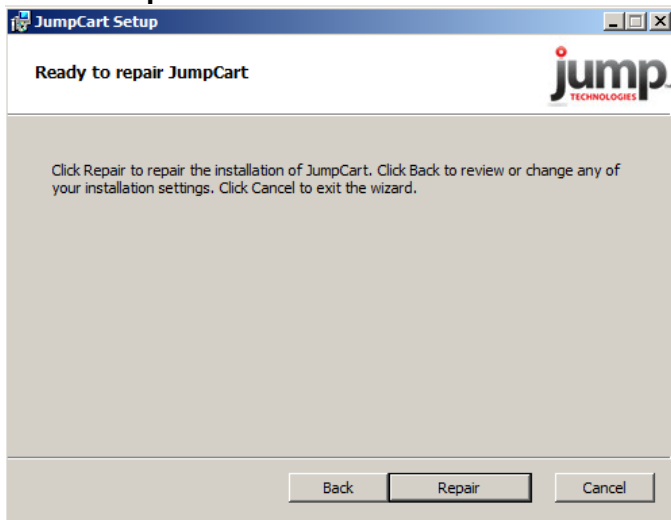 JumpCart Setup
Ready to repair JumpCart
jump
TECHNOLOGIES
Click Repair to repair the installation of JumpCart. Click Back to review or change any of
your installation settings. Click Cancel to exit the wizard.
Back Repair Cancel